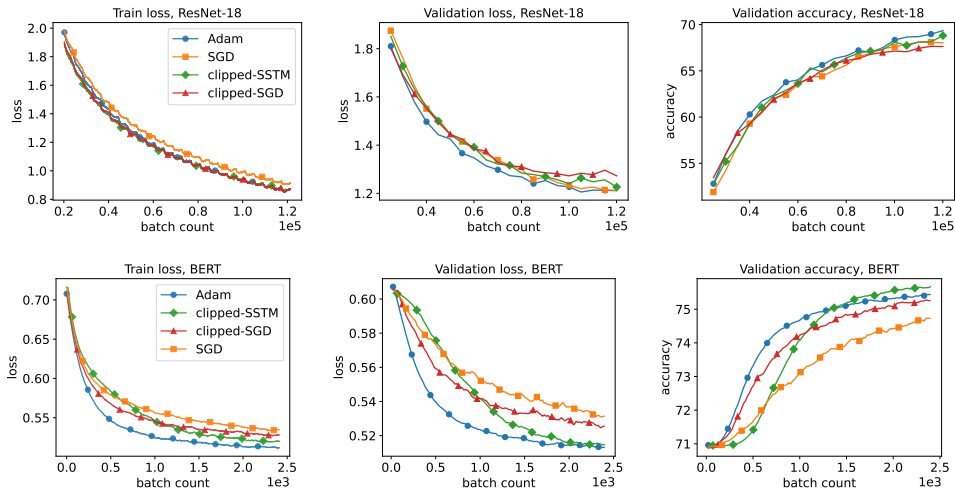 Train loss, ResNet-18
2.0
1.8
1.6
1.4
1.2
1.0
0.8
loss
Adam
SGD
clipped-SSTM
clipped-SGD
0.2 0.4 0.6 0.8 1.0 1.2
batch count
1e5
Validation loss, ResNet-18
1.8
1.6
1.4
1.2
loss
0.4 0.6 0.8 1.0 1.2
batch count
1e5
Validation accuracy, ResNet-18
70
67
65
63
55
accuracy
0.2 0.4 0.6 0.8 1.0 1.2
batch count
1e5
Train loss, BERT
0.70
0.65
0.60
0.55
loss
Adam
clipped-SSTM
clipped-SGD
SGD
0.0 0.5 1.0 1.5 2.0 2.5
batch count
1e3
Validation loss, BERT
0.60
0.58
0.56
0.54
0.52
loss
0.0 0.5 1.0 1.5 2.0 2.5
batch count
1e3
Validation accuracy, BERT
75
74
73
72
71
accuracy
0.0 0.5 1.0 1.5 2.0 2.5
batch count
1e3